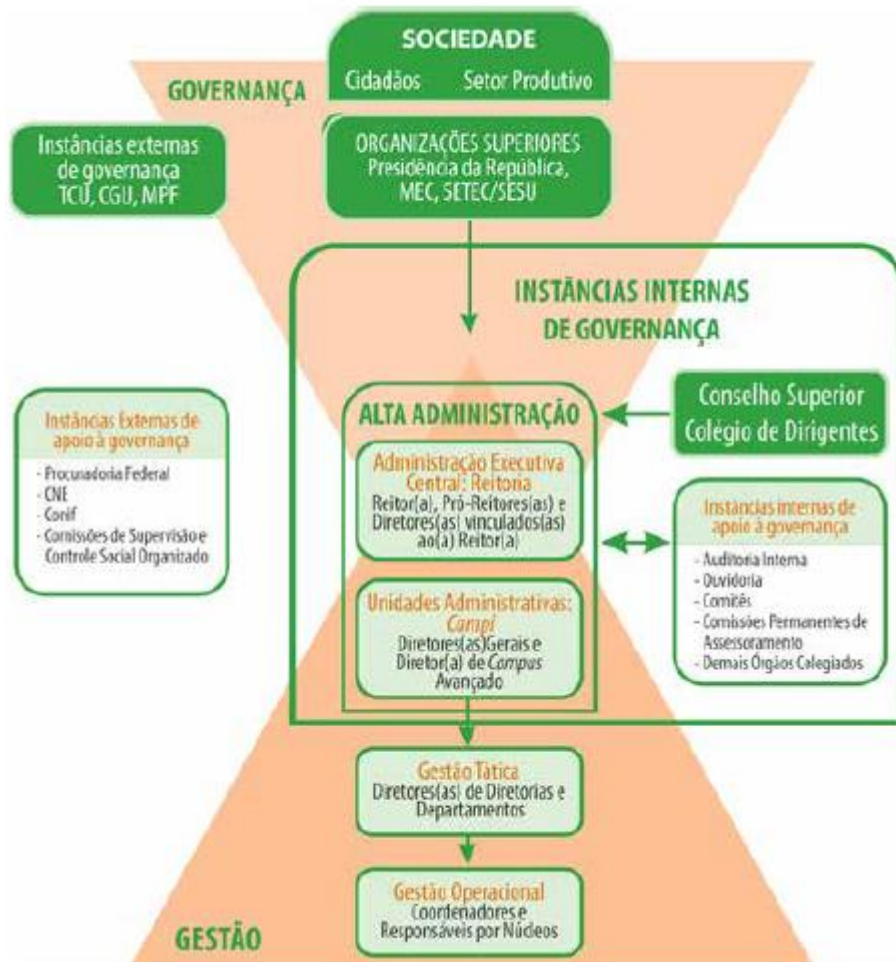 SOCIEDADE
Cidadãos Setor Produtivo
GOVERNANÇA
Instâncias externas
de governança
TCU, CGU, MPF
ORGANIZAÇÕES SUPERIORES
Presidência da República,
MEC, SETEC/SESU
INSTÂNCIAS INTERNAS
DE GOVERNANÇA
Conselho Superior
Colégio de Dirigentes
Instâncias Externas de
apoio à governança
- Procuradoria Federal
- CNE
- Conif
- Comissões de Supervisão e
Controle Social Organizado
ALTA ADMINISTRAÇÃO
Administração Executiva
Central: Reitoria
Reitor(a), Pró-Reitores(as) e
Diretores(as) vinculados(as)
ao(a) Reitor(a)
Unidades Administrativas:
Campi
Diretores(as)Gerais e
Diretor(a) de Campus
Avançado
Instâncias internas de
apoio à governança
- Auditoria Interna
- Ouvidoria
- Comitês
- Comissões Permanentes de
Assessoramento
- Demais Órgãos Colegiados
Gestão Tática
Diretores(as) de Diretorias e
Departamentos
Gestão Operacional
Coordenadores e
Responsáveis por Núcleos
GESTÃO